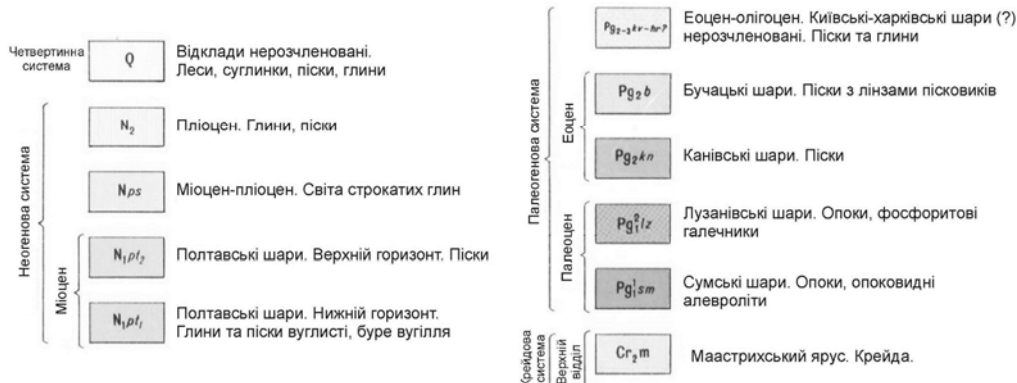 Четвертинна
система
Q
Відклади нерозчленовані.
Леси, суглинки, піски, глини
Неогенова система
N₂
Пліоцен. Глини, піски
Nps
Міоцен-пліоцен. Світа строкатих глин
Міоцен
N₁pt₂
Полтавські шари. Верхній горизонт. Піски
N₁pt₁
Полтавські шари. Нижній горизонт.
Глини та піски вуглисті, буре вугілля
Палеогенова система
Pg₂₋₃kv-hr?
Еоцен-олігоцен. Київські-харківські шари (?)
нерозчленовані. Піски та глини
Еоцен
Pg₂b
Бучацькі шари. Піски з лінзами пісковиків
Pg₂kn
Канівські шари. Піски
Палеоцен
Pg₁²lz
Лузанівські шари. Опоки, фосфоритові
галечники
Pg₁¹sm
Сумські шари. Опоки, опоковидні
алевроліти
Крейдова
система
Верхній
відділ
Cr₂m
Маастрихський ярус. Крейда.